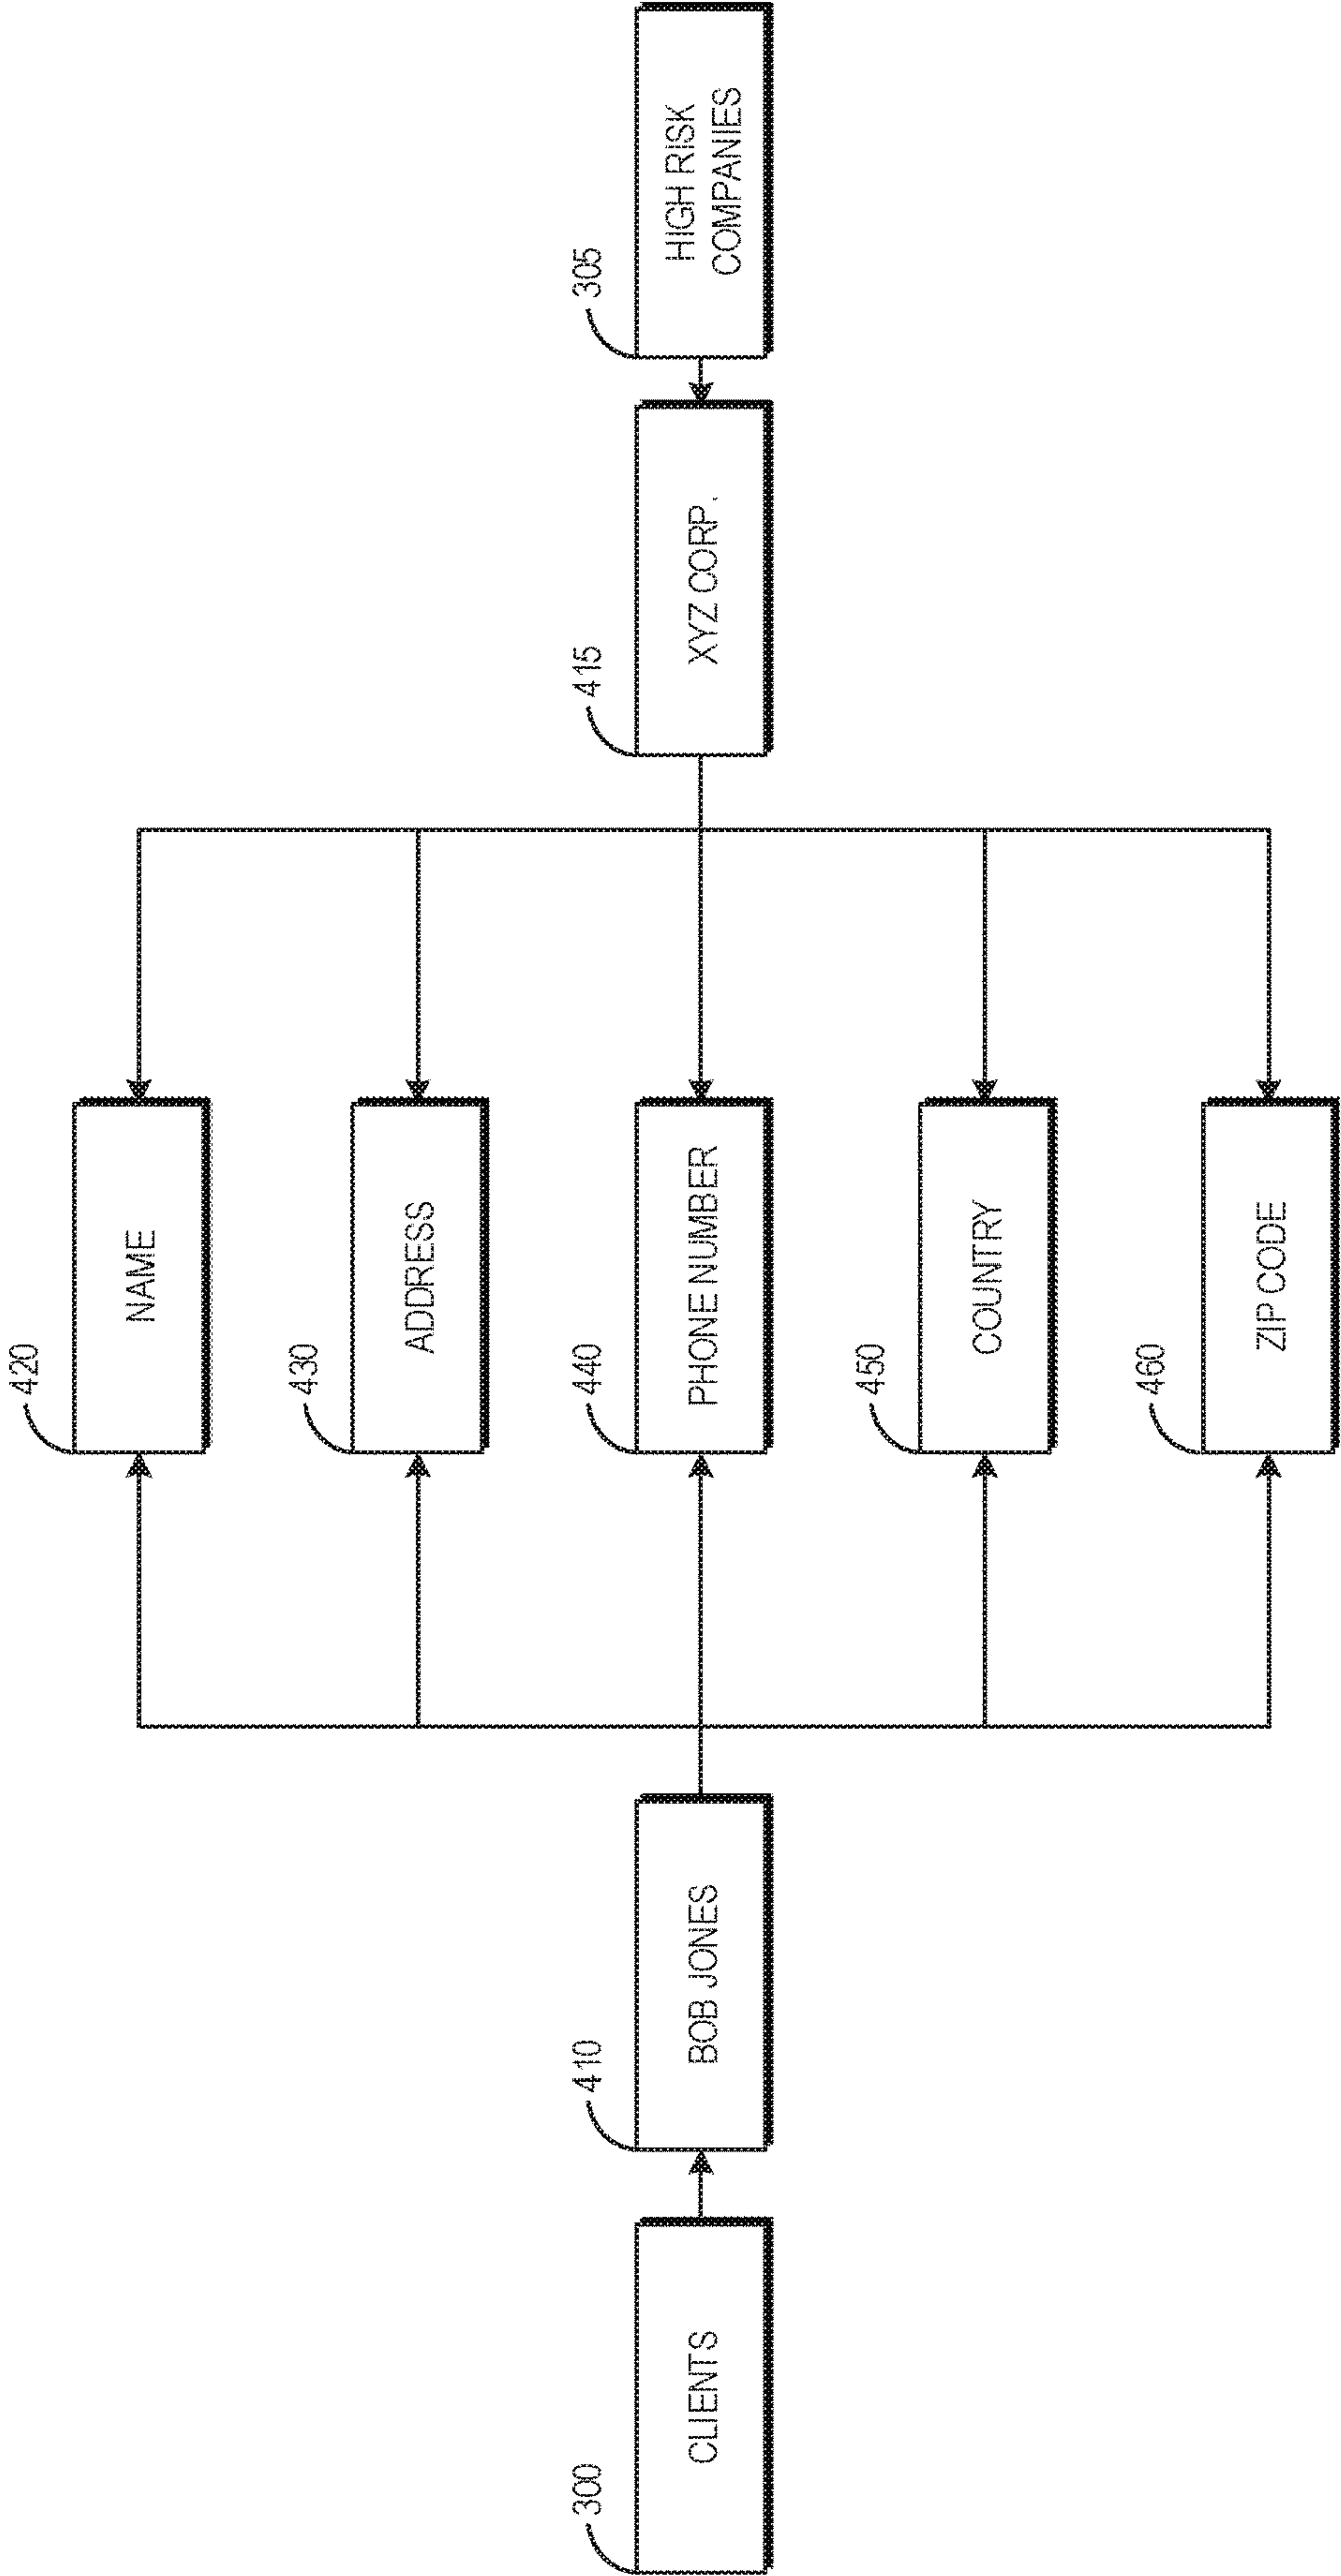 420
NAME
430
ADDRESS
300
CLIENTS
410
BOB JONES
440
PHONE NUMBER
415
XYZ CORP.
305
HIGH RISK
COMPANIES
450
COUNTRY
460
ZIP CODE